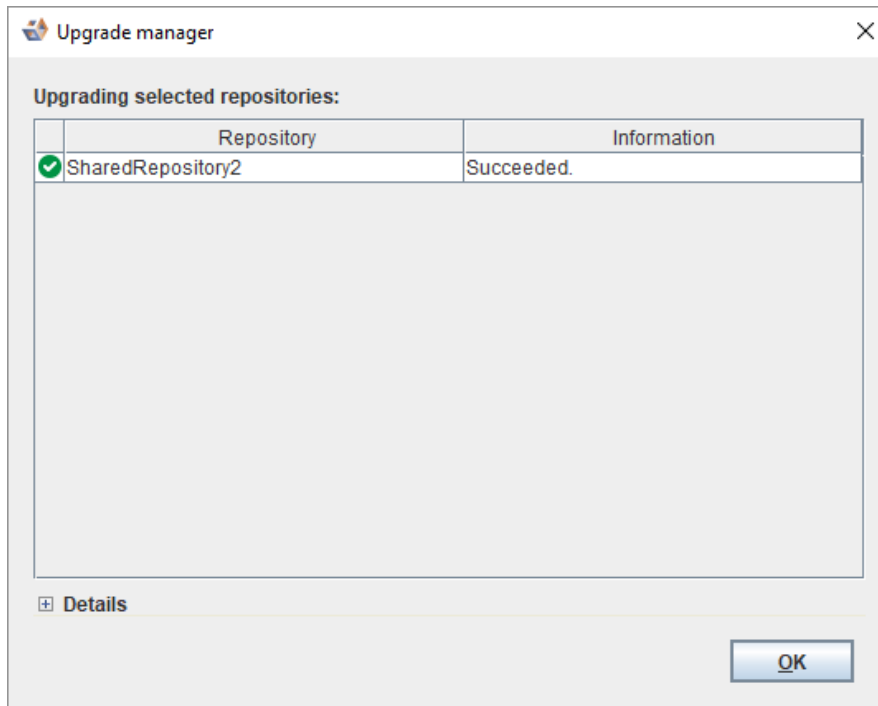 Upgrade manager
Upgrading selected repositories:
Repository Information
SharedRepository2 Succeeded.
Details
OK